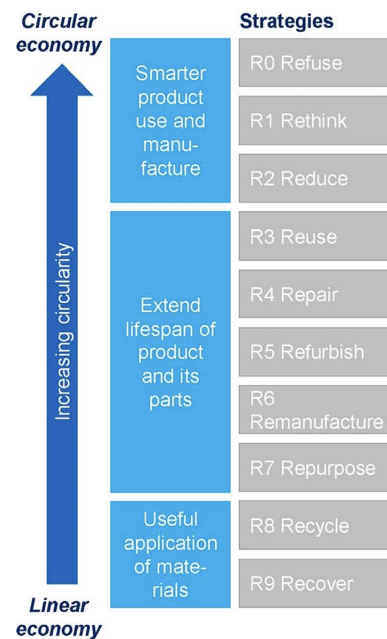 Circular
economy
Strategies
Increasing circularity
Smarter
product
use and
manu-
facture
R0 Refuse
R1 Rethink
R2 Reduce
Extend
lifespan of
product
and its
parts
R3 Reuse
R4 Repair
R5 Refurbish
R6
Remanufacture
R7 Repurpose
Useful
application
of mate-
rials
R8 Recycle
R9 Recover
Linear
economy